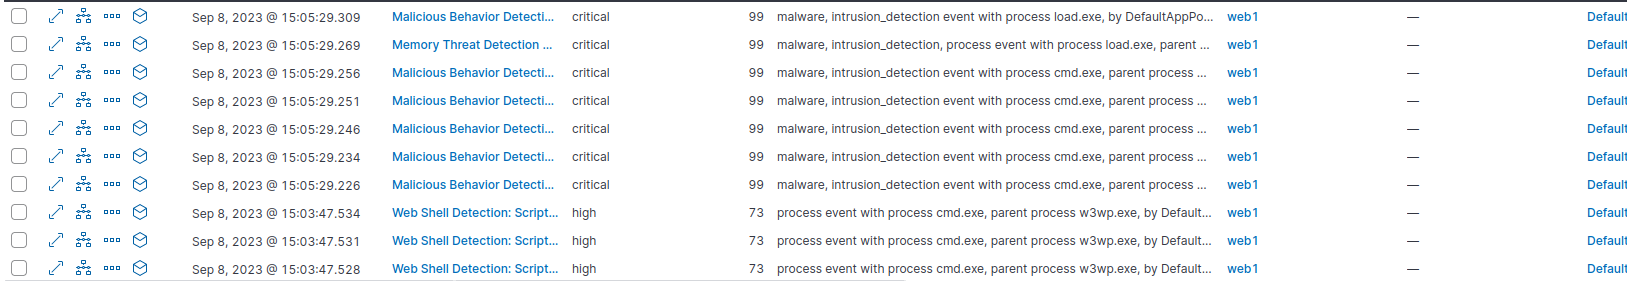 Sep 8, 2023 @ 15:05:29.309 Malicious Behavior Detecti... critical 99 malware, intrusion_detection event with process load.exe, by DefaultAppPo... web1 — Defaul
Sep 8, 2023 @ 15:05:29.269 Memory Threat Detection ... critical 99 malware, intrusion_detection, process event with process load.exe, parent ... web1 — Defaul
Sep 8, 2023 @ 15:05:29.256 Malicious Behavior Detecti... critical 99 malware, intrusion_detection event with process cmd.exe, parent process ... web1 — Defaul
Sep 8, 2023 @ 15:05:29.251 Malicious Behavior Detecti... critical 99 malware, intrusion_detection event with process cmd.exe, parent process ... web1 — Defaul
Sep 8, 2023 @ 15:05:29.246 Malicious Behavior Detecti... critical 99 malware, intrusion_detection event with process cmd.exe, parent process ... web1 — Defaul
Sep 8, 2023 @ 15:05:29.234 Malicious Behavior Detecti... critical 99 malware, intrusion_detection event with process cmd.exe, parent process ... web1 — Defaul
Sep 8, 2023 @ 15:05:29.226 Malicious Behavior Detecti... critical 99 malware, intrusion_detection event with process cmd.exe, parent process ... web1 — Defaul
Sep 8, 2023 @ 15:03:47.534 Web Shell Detection: Script... high 73 process event with process cmd.exe, parent process w3wp.exe, by Default... web1 — Defaul
Sep 8, 2023 @ 15:03:47.531 Web Shell Detection: Script... high 73 process event with process cmd.exe, parent process w3wp.exe, by Default... web1 — Defaul
Sep 8, 2023 @ 15:03:47.528 Web Shell Detection: Script... high 73 process event with process cmd.exe, parent process w3wp.exe, by Default... web1 — Defaul